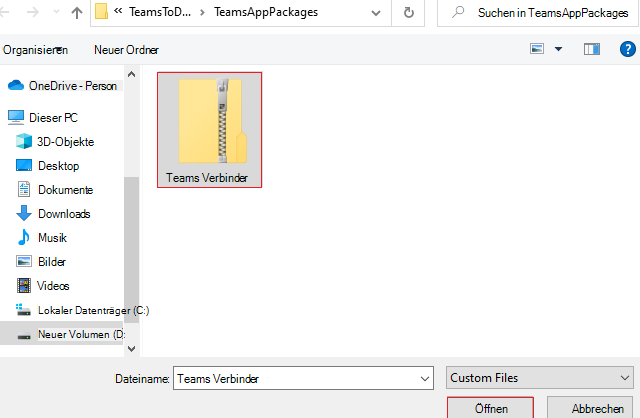 « TeamsToD... > TeamsAppPackages
Suchen in TeamsAppPackages
Organisieren
Neuer Ordner
OneDrive - Person
Dieser PC
3D-Objekte
Desktop
Dokumente
Downloads
Musik
Bilder
Videos
Lokaler Datenträger (C:)
Neuer Volumen (D:
Teams Verbinder
Dateiname: Teams Verbinder
Custom Files
Öffnen
Abbrechen